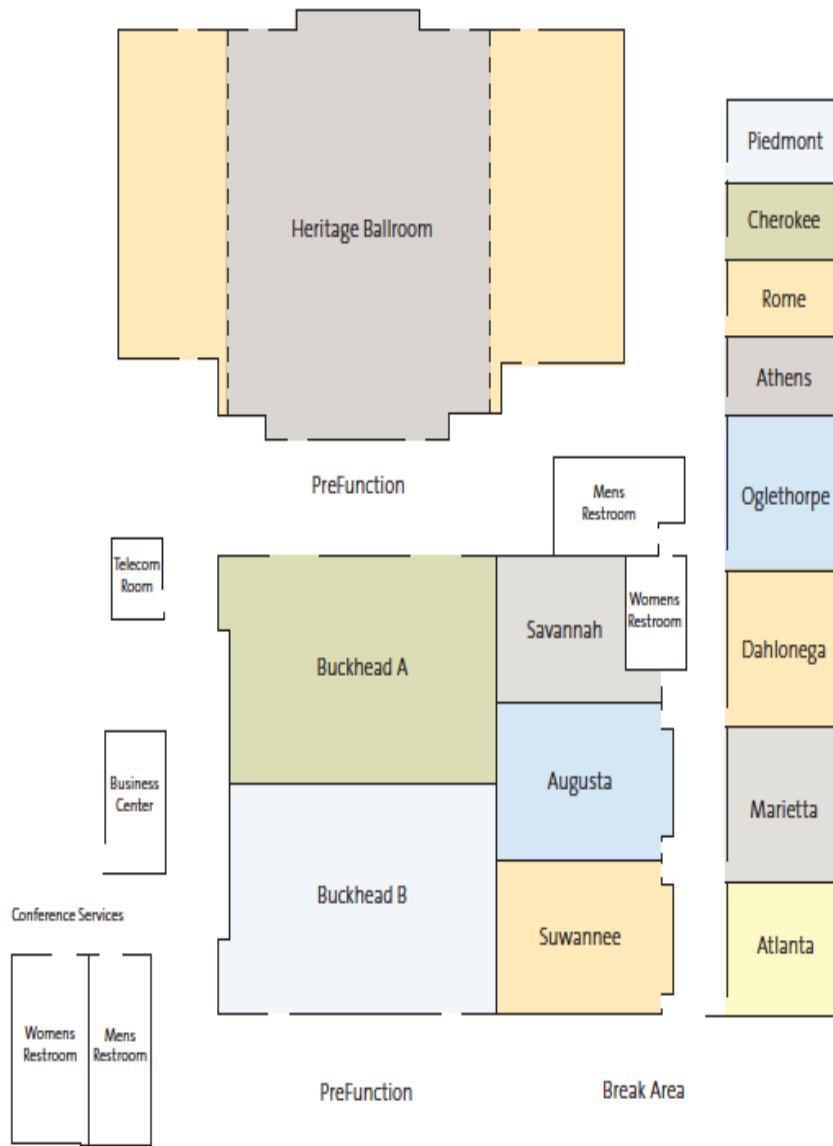 Heritage Ballroom
Piedmont
Cherokee
Rome
Athens
Oglethorpe
Dahlonega
Marietta
Atlanta
PreFunction
Mens
Restroom
Telecom
Room
Womens
Restroom
Savannah
Buckhead A
Augusta
Business
Center
Buckhead B
Suwannee
Conference Services
Womens
Restroom
Mens
Restroom
PreFunction
Break Area